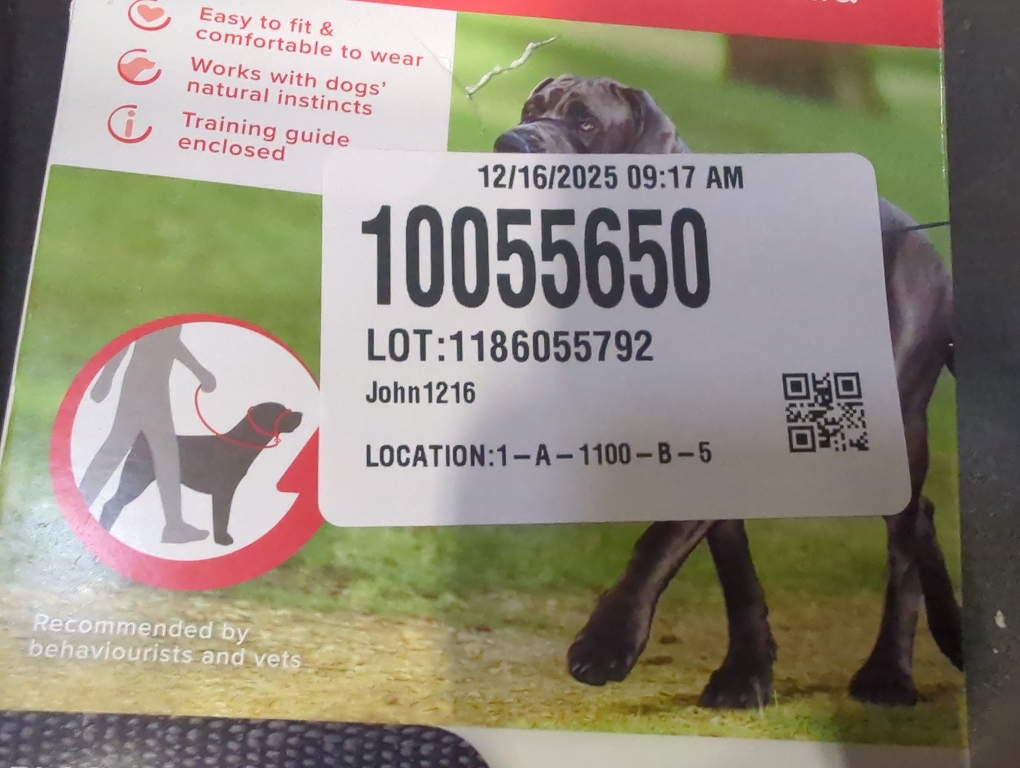 Easy to fit &
comfortable to wear
Works with dogs'
natural instincts
Training guide
enclosed
12/16/2025 09:17 AM
10055650
LOT:1186055792
John1216
LOCATION:1-A-1100-B-5
Recommended by
behaviourists and vets